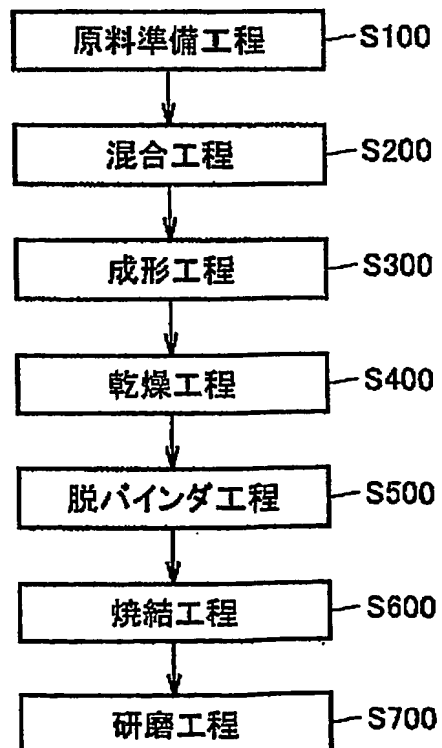 原料準備工程 S100
混合工程 S200
成形工程 S300
乾燥工程 S400
脱バインダ工程 S500
焼結工程 S600
研磨工程 S700